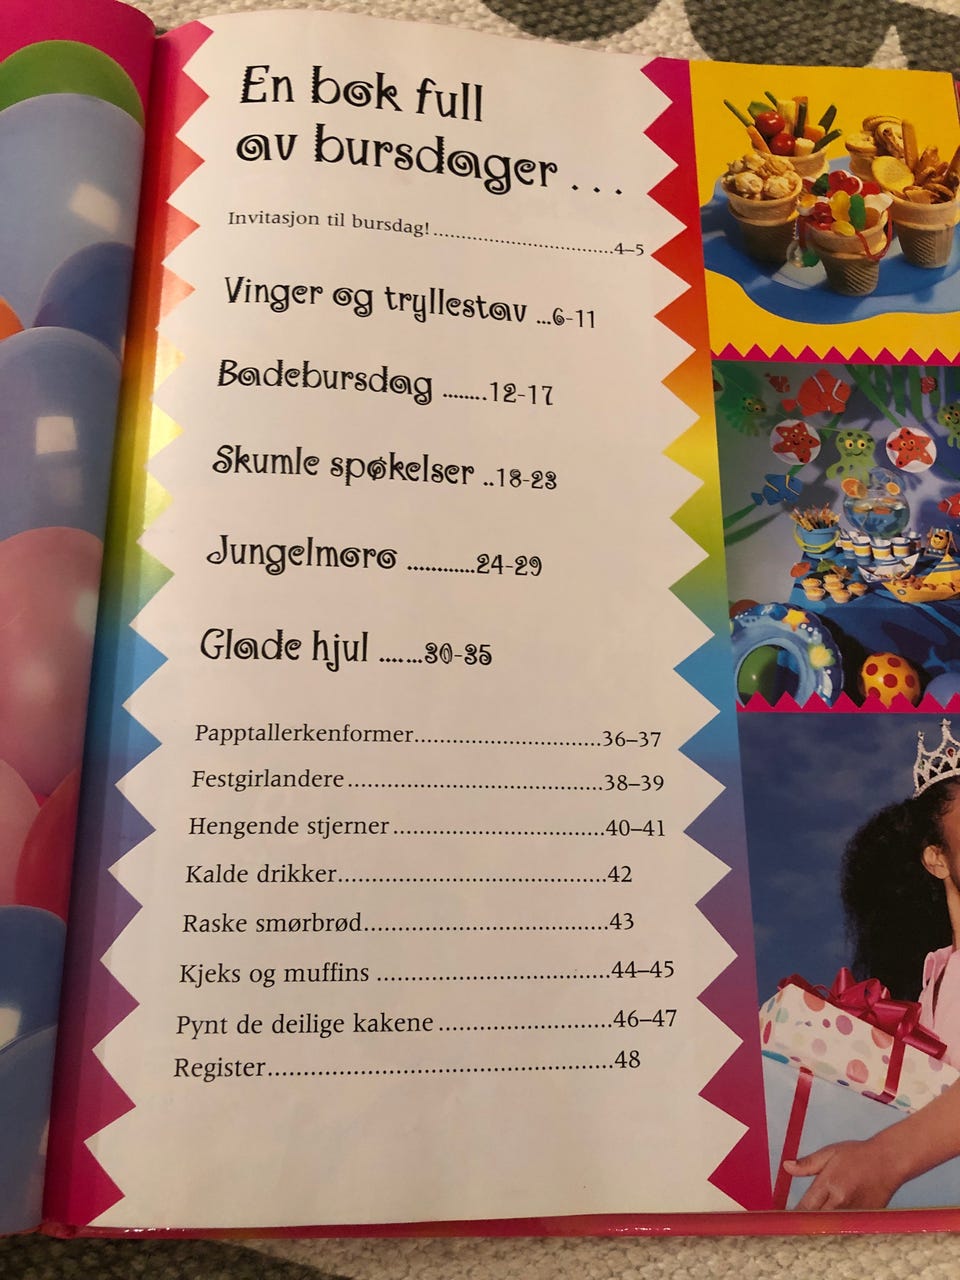 En bok full
av bursdager . . .
Invitasjon til bursdag!..............................4–5
Vinger og tryllestav ...6-11
Badebursdag ........12-17
Skumle spøkelser ..18-23
Jungelmoro ............24-29
Glade hjul .......30-35
Papptallerkenformer..........................36–37
Festgirlandere....................................38–39
Hengende stjerner..............................40–41
Kalde drikker......................................42
Raske smørbrød..................................43
Kjeks og muffins .................................44–45
Pynt de deilige kakene........................46–47
Register................................................48